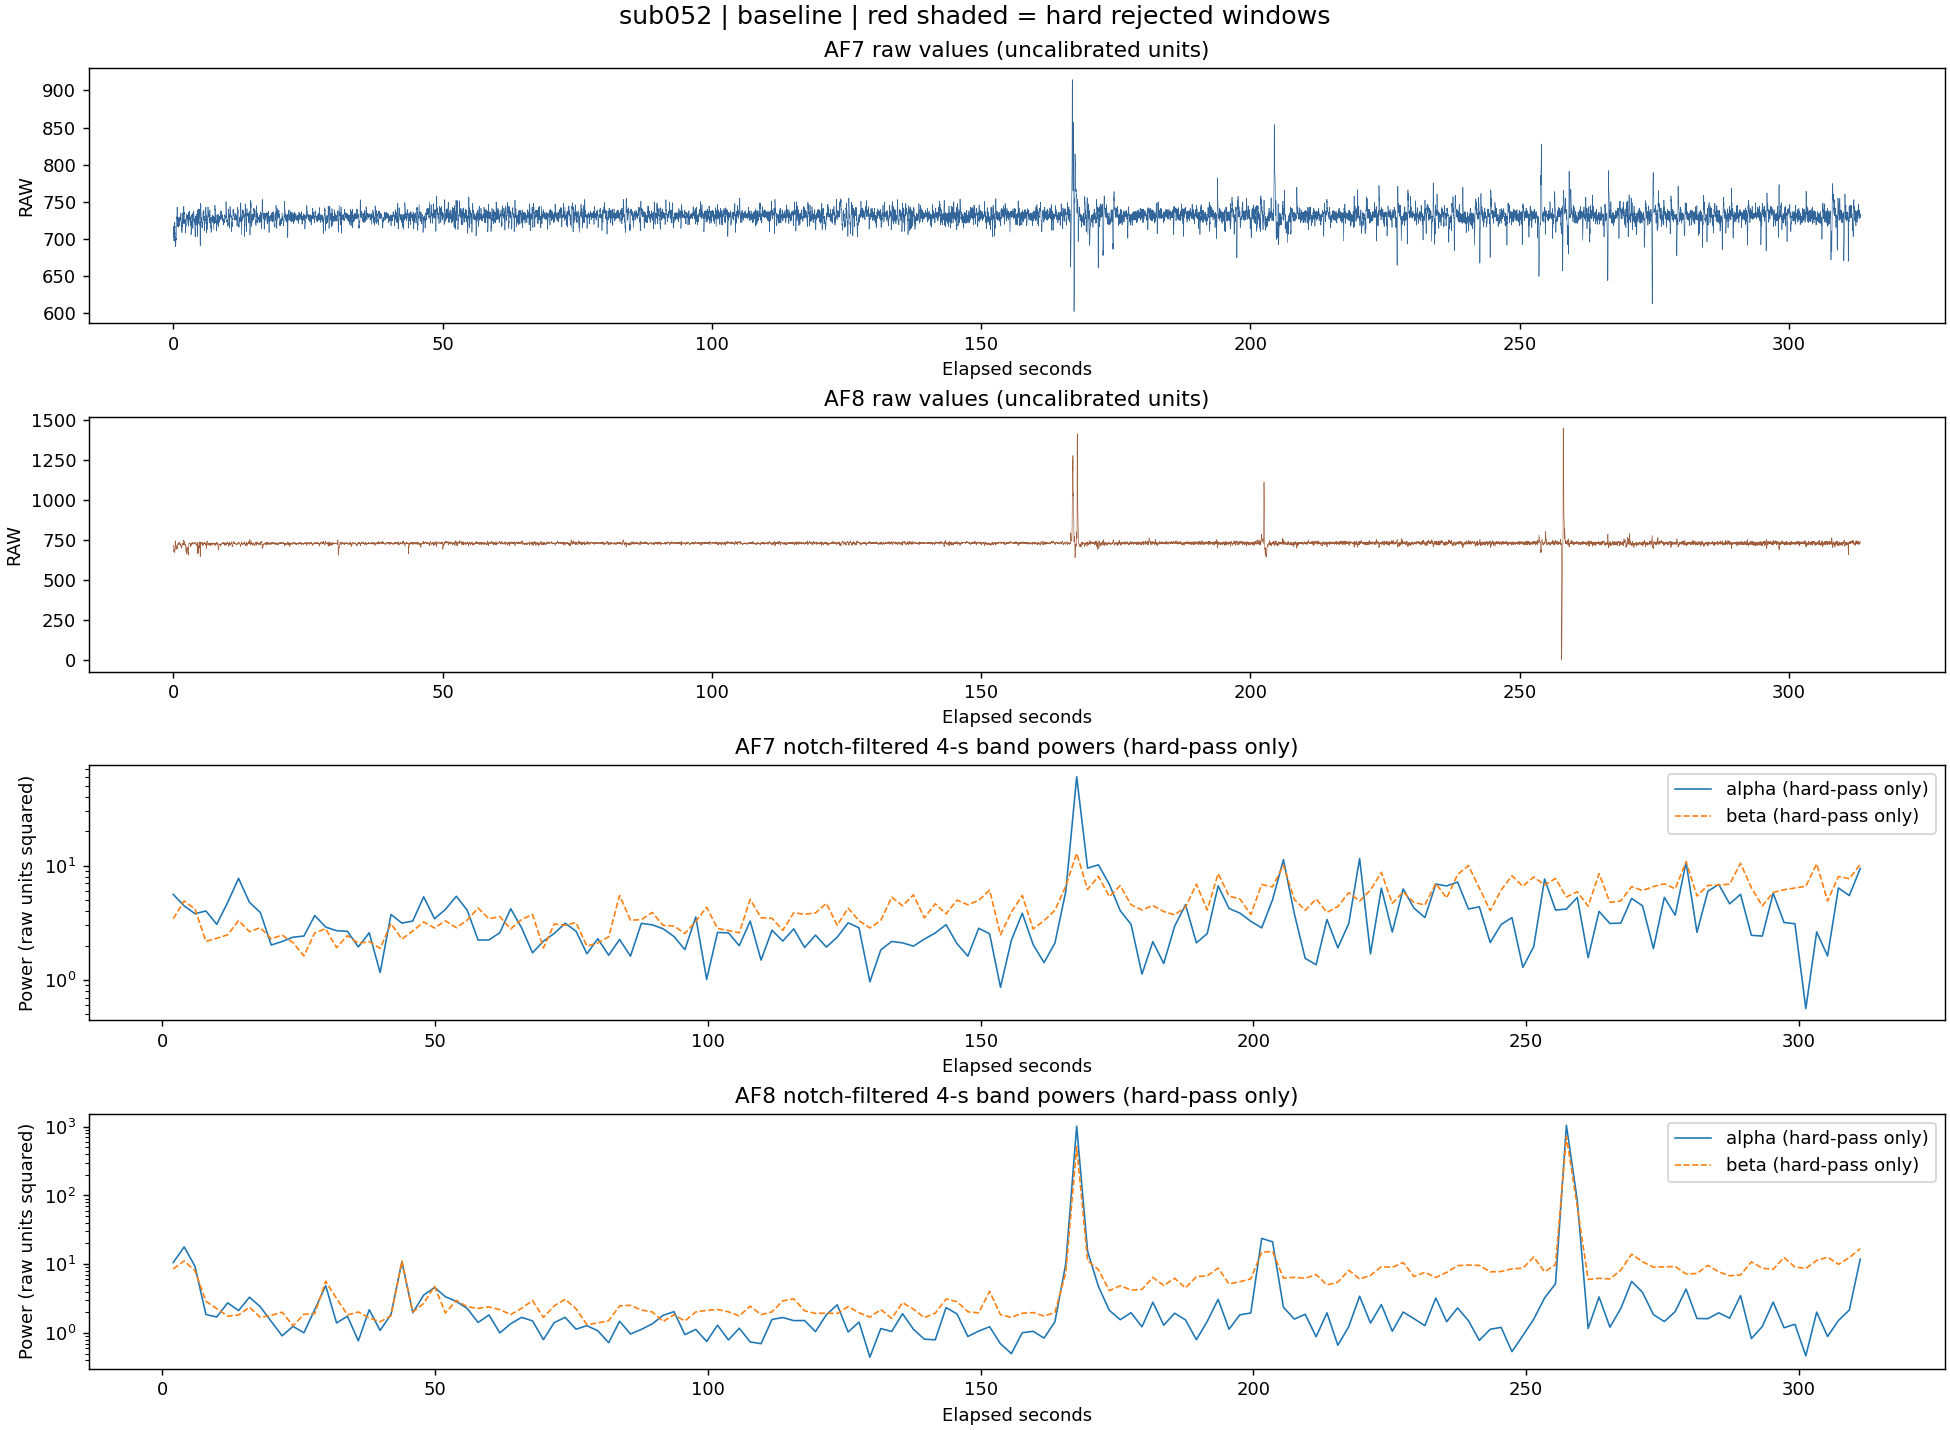 sub052 | baseline | red shaded = hard rejected windows
AF7 raw values (uncalibrated units)
900
850
800
750
700
650
600
RAW
0 50 100 150 200 250 300
Elapsed seconds
AF8 raw values (uncalibrated units)
1500
1250
1000
750
500
250
0
RAW
0 50 100 150 200 250 300
Elapsed seconds
AF7 notch-filtered 4-s band powers (hard-pass only)
alpha (hard-pass only)
beta (hard-pass only)
10¹
10⁰
Power (raw units squared)
0 50 100 150 200 250 300
Elapsed seconds
AF8 notch-filtered 4-s band powers (hard-pass only)
alpha (hard-pass only)
beta (hard-pass only)
10³
10²
10¹
10⁰
Power (raw units squared)
0 50 100 150 200 250 300
Elapsed seconds